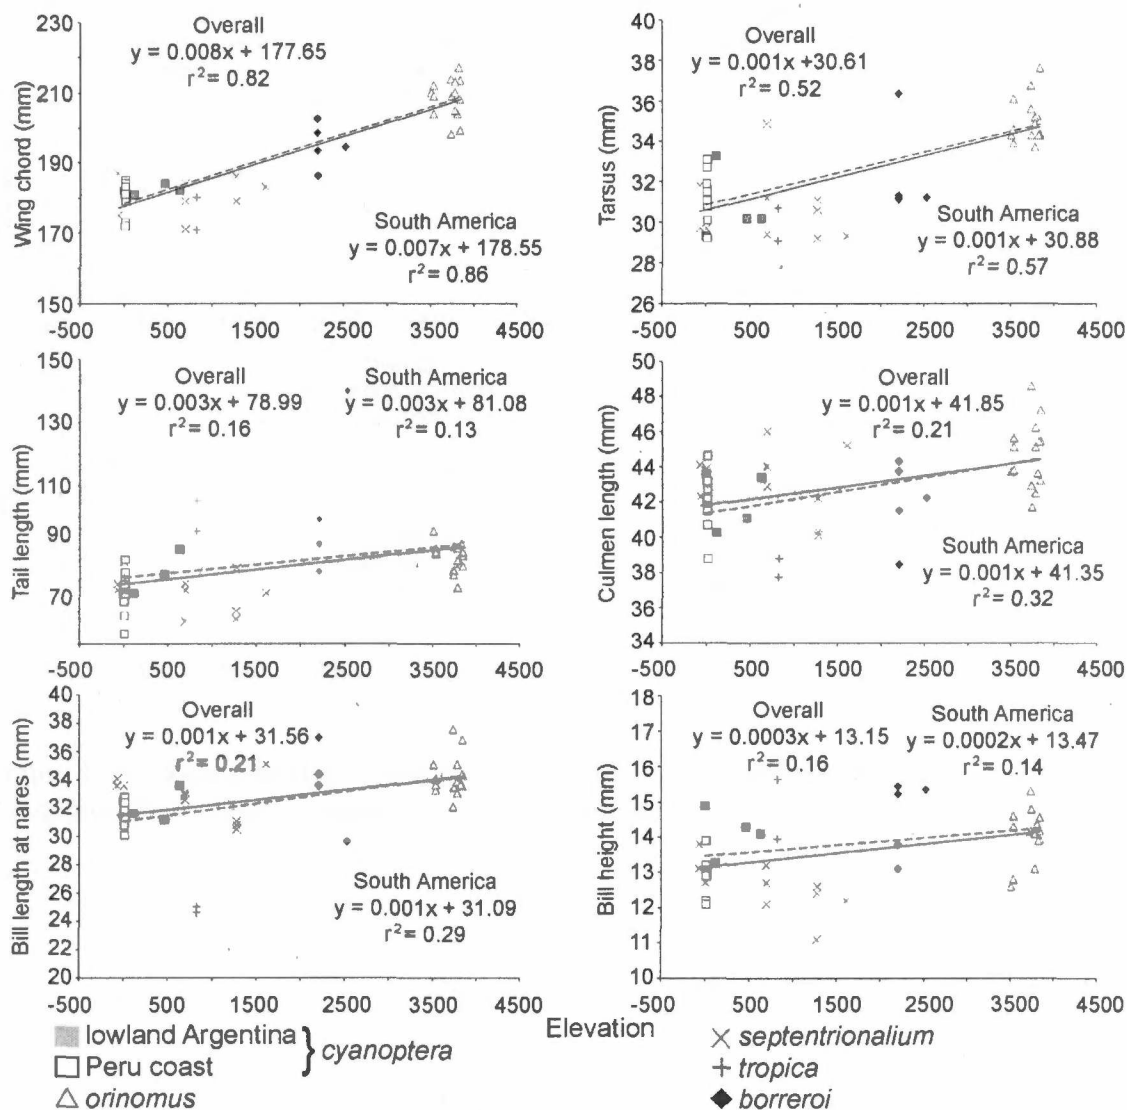 230
210
190
170
150
Wing chord (mm)
Overall
y = 0.008x + 177.65
r²= 0.82
South America
y = 0.007x + 178.55
r²= 0.86
-500 500 1500 2500 3500 4500
40
38
36
34
32
30
28
26
Tarsus (mm)
Overall
y = 0.001x +30.61
r²= 0.52
South America
y = 0.001x + 30.88
r²= 0.57
-500 500 1500 2500 3500 4500
150
130
110
90
70
Tail length (mm)
Overall
y = 0.003x + 78.99
r²= 0.16
South America
y = 0.003x + 81.08
r²= 0.13
-500 500 1500 2500 3500 4500
50
48
46
44
42
40
38
36
34
Culmen length (mm)
Overall
y = 0.001x + 41.85
r²= 0.21
South America
y = 0.001x + 41.35
r²= 0.32
-500 500 1500 2500 3500 4500
40
38
36
34
32
30
28
26
24
22
20
Bill length at nares (mm)
Overall
y = 0.001x + 31.56
r²= 0.21
South America
y = 0.001x + 31.09
r²= 0.29
-500 500 1500 2500 3500 4500
18
17
16
15
14
13
12
11
10
Bill height (mm)
Overall
y = 0.0003x + 13.15
r²= 0.16
South America
y = 0.0002x + 13.47
r²= 0.14
-500 500 1500 2500 3500 4500
Elevation
lowland Argentina
Peru coast
cyanoptera
orinomus
septentrionalium
tropica
borreroi